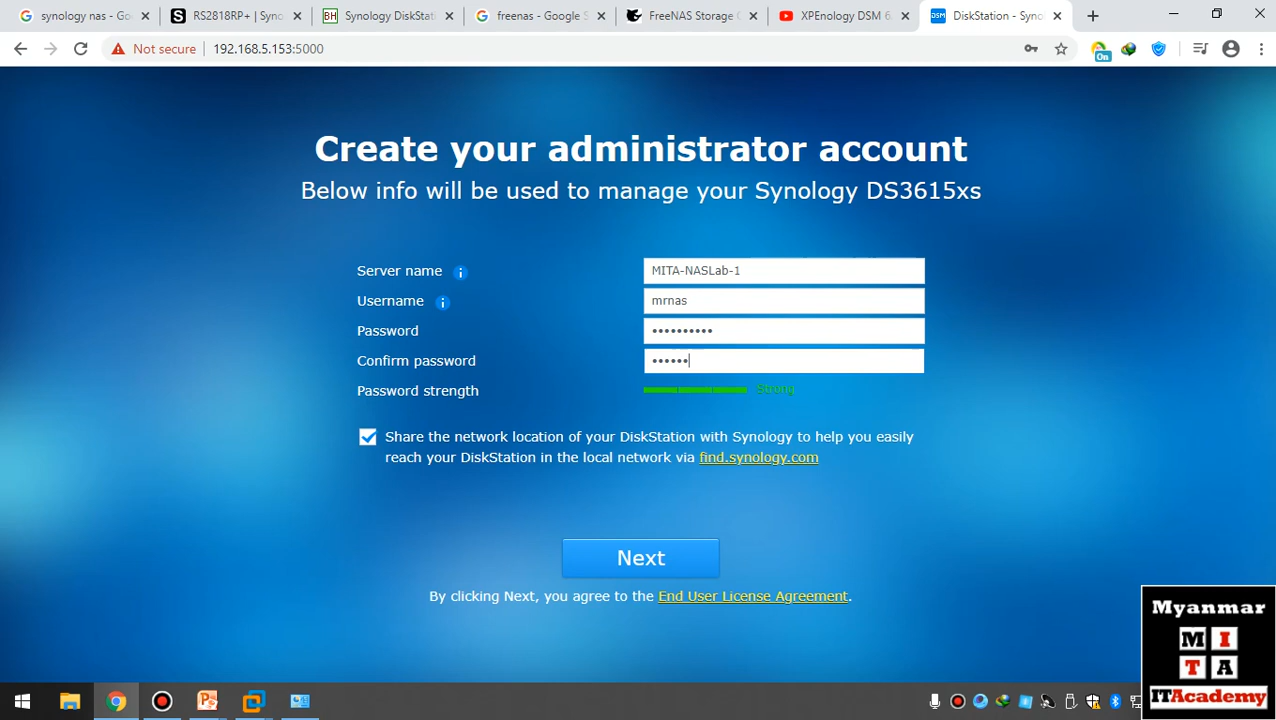 synology nas - Goo
RS2818RP+ | Syno
Synology DiskStati
freenas - Google S
FreeNAS Storage O
XPEnology DSM 6.
DiskStation - Syno
Not secure
192.168.5.153:5000
On
Create your administrator account
Below info will be used to manage your Synology DS3615xs
Server name
MITA-NASLab-1
Username
mrnas
Password
••••••••••
Confirm password
••••••
Password strength
Strong
Share the network location of your DiskStation with Synology to help you easily
reach your DiskStation in the local network via find.synology.com
Next
By clicking Next, you agree to the End User License Agreement.
Myanmar
M I
T A
ITAcademy